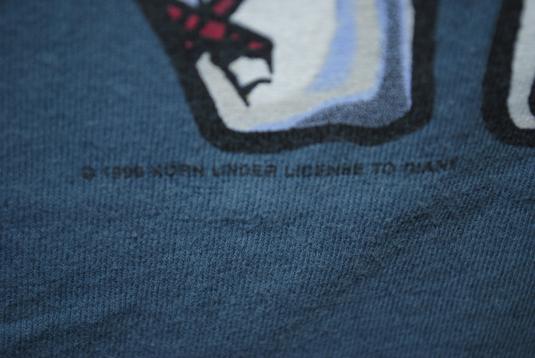 © 1996 KORN UNDER LICENSE TO GIANT